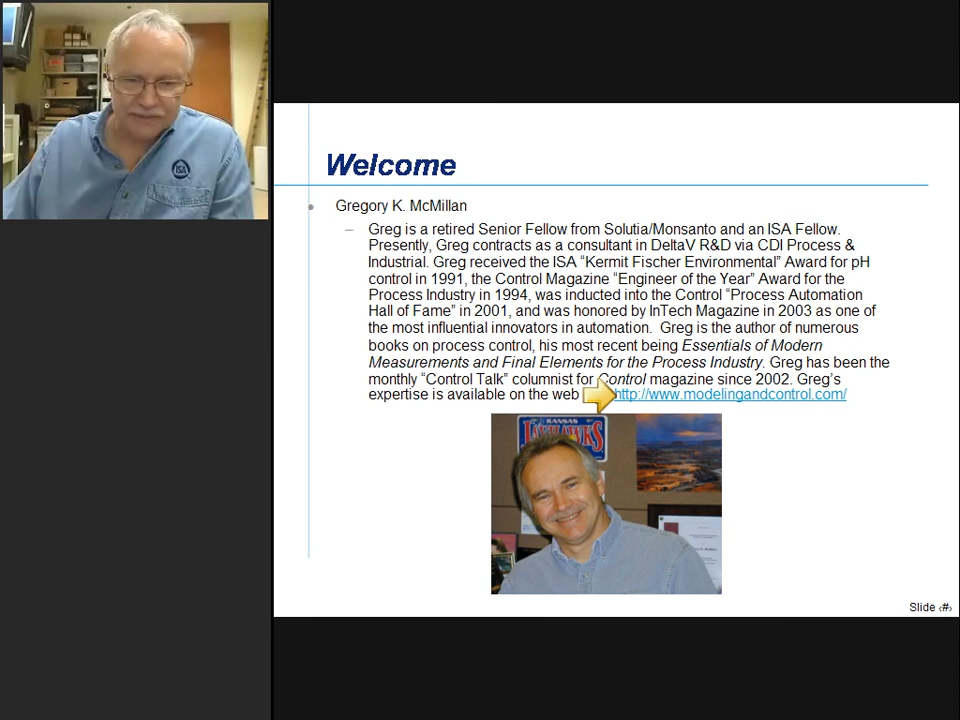 ISA
Welcome
Gregory K. McMillan
– Greg is a retired Senior Fellow from Solutia/Monsanto and an ISA Fellow.
Presently, Greg contracts as a consultant in DeltaV R&D via CDI Process &
Industrial. Greg received the ISA “Kermit Fischer Environmental” Award for pH
control in 1991, the Control Magazine “Engineer of the Year” Award for the
Process Industry in 1994, was inducted into the Control “Process Automation
Hall of Fame” in 2001, and was honored by InTech Magazine in 2003 as one of
the most influential innovators in automation. Greg is the author of numerous
books on process control, his most recent being Essentials of Modern
Measurements and Final Elements for the Process Industry. Greg has been the
monthly “Control Talk” columnist for Control magazine since 2002. Greg’s
expertise is available on the web http://www.modelingandcontrol.com/
KANSAS
Slide ‹#›